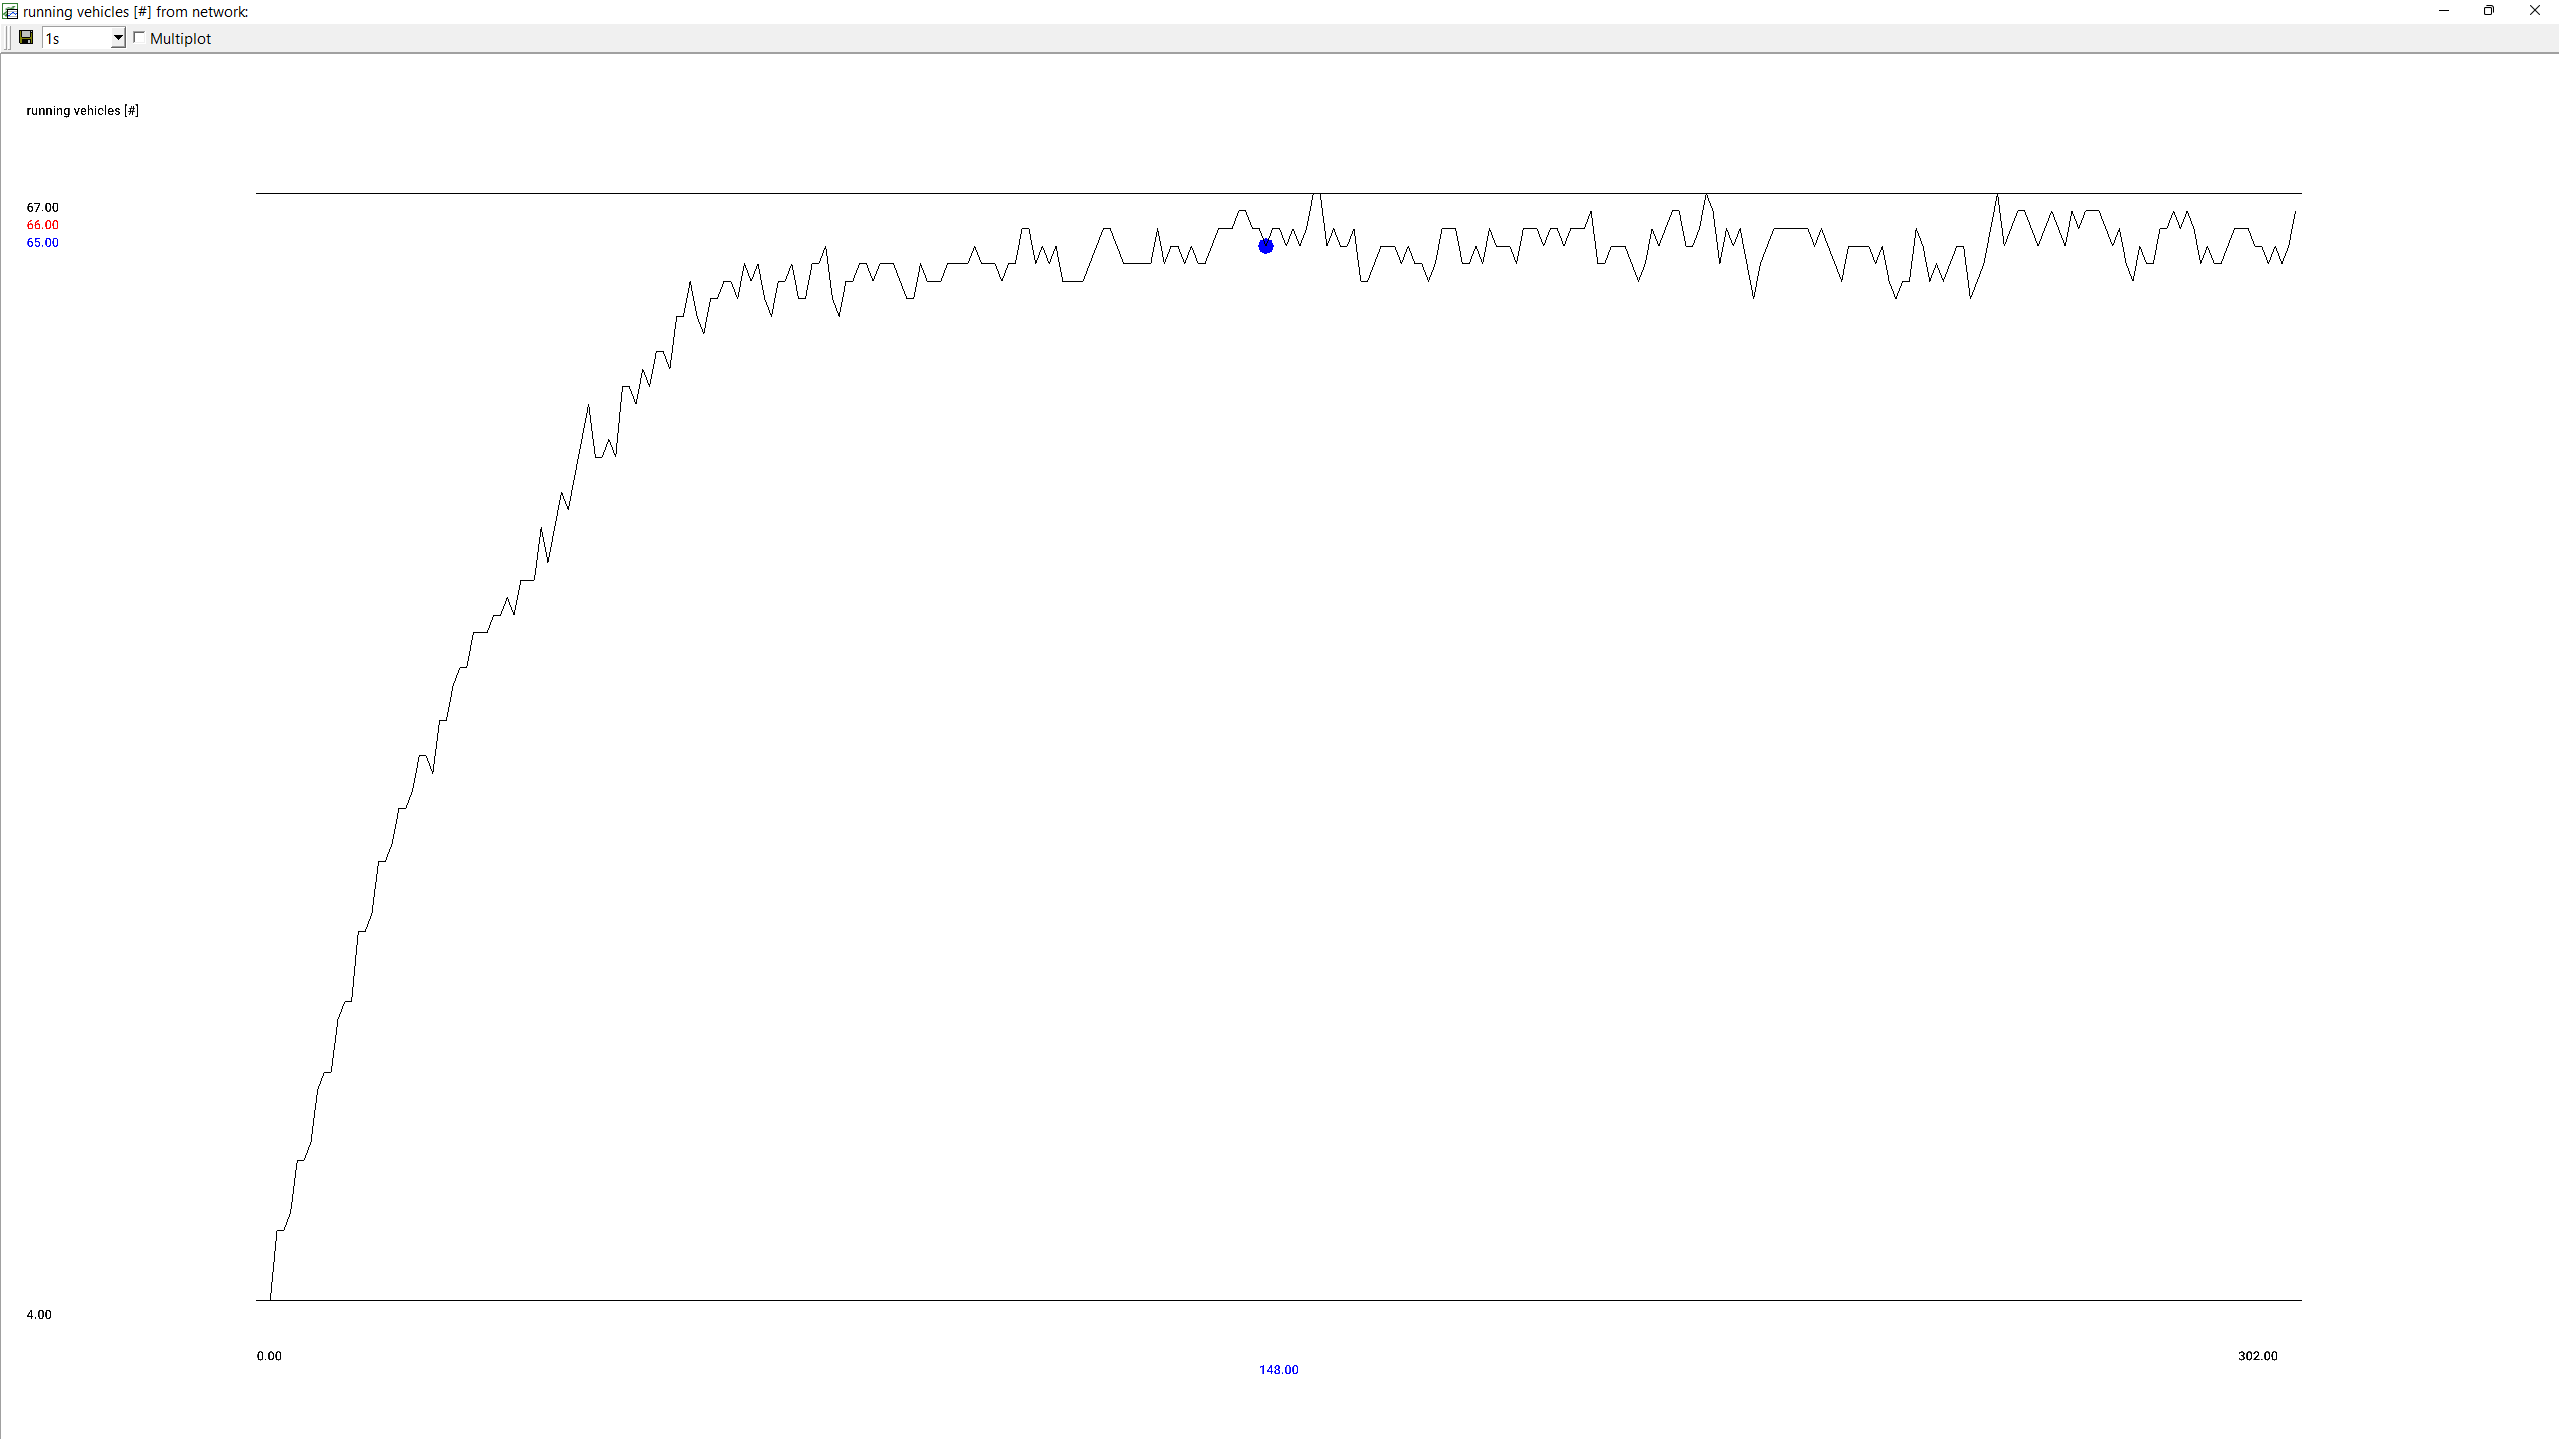 running vehicles [#] from network:
1s Multiplot
running vehicles [#]
67.00
66.00
65.00
4.00
0.00
302.00
148.00